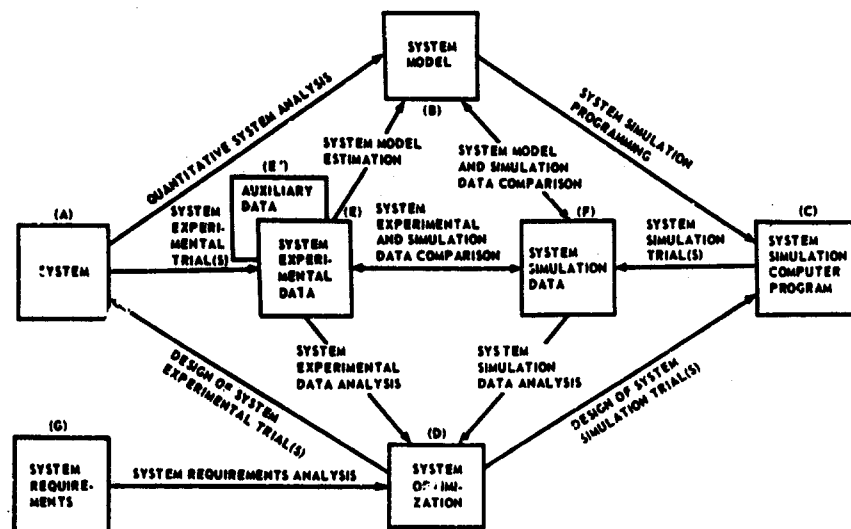 SYSTEM
MODEL
(B)
QUANTITATIVE SYSTEM ANALYSIS
SYSTEM SIMULATION
PROGRAMMING
SYSTEM MODEL
ESTIMATION
SYSTEM MODEL
AND SIMULATION
DATA COMPARISON
(E")
AUXILIARY
DATA
(A)
SYSTEM
SYSTEM
EXPERI-
MENTAL
TRIAL(S)
(E)
SYSTEM
EXPERI-
MENTAL
DATA
SYSTEM
EXPERIMENTAL
AND SIMULATION
DATA COMPARISON
(F)
SYSTEM
SIMULATION
DATA
SYSTEM
SIMULATION
TRIAL(S)
(C)
SYSTEM
SIMULATION
COMPUTER
PROGRAM
SYSTEM
EXPERIMENTAL
DATA ANALYSIS
SYSTEM
SIMULATION
DATA ANALYSIS
DESIGN OF SYSTEM
EXPERIMENTAL TRIAL(S)
DESIGN OF SYSTEM
SIMULATION TRIAL(S)
(G)
SYSTEM
REQUIRE-
MENTS
SYSTEM REQUIREMENTS ANALYSIS
(D)
SYSTEM
OPTIMI-
ZATION